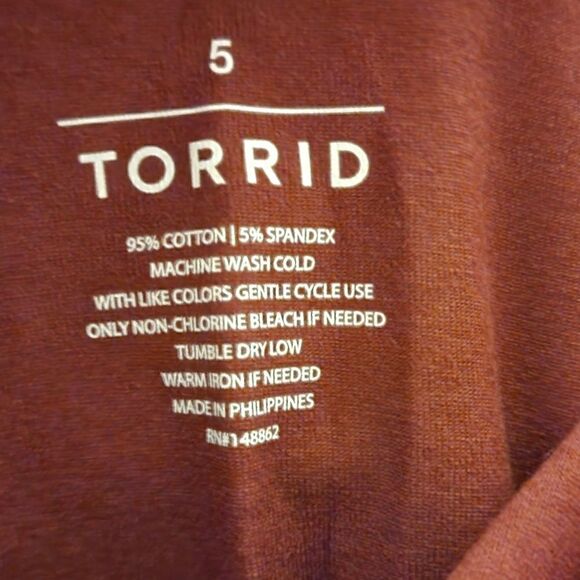 5
TORRID
95% COTTON | 5% SPANDEX
MACHINE WASH COLD
WITH LIKE COLORS GENTLE CYCLE USE
ONLY NON-CHLORINE BLEACH IF NEEDED
TUMBLE DRY LOW
WARM IRON IF NEEDED
MADE IN PHILIPPINES
RN#148862